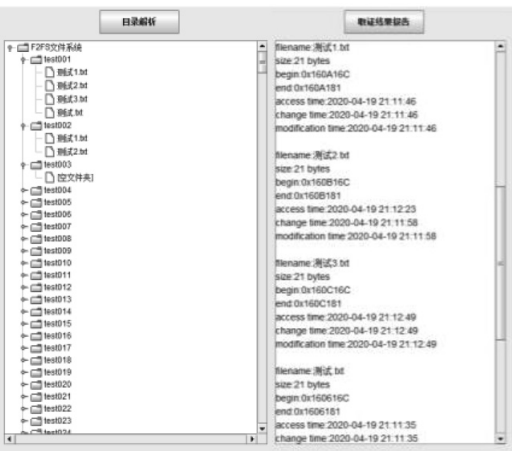 目录解析
取证结果报告
F2FS文件系统
test001
测试1.txt
测试2.txt
测试3.txt
测试.txt
test002
测试1.txt
测试2.txt
test003
[空文件夹]
test004
test005
test006
test007
test008
test009
test010
test011
test012
test013
test014
test015
test016
test017
test018
test019
test020
test021
test022
test023
test024
filename:测试1.txt
size:21 bytes
begin:0x160A16C
end:0x160A181
access time:2020-04-19 21:11:46
change time:2020-04-19 21:11:46
modification time:2020-04-19 21:11:46
filename:测试2.txt
size:21 bytes
begin:0x160B16C
end:0x160B181
access time:2020-04-19 21:12:23
change time:2020-04-19 21:11:58
modification time:2020-04-19 21:11:58
filename:测试3.txt
size:21 bytes
begin:0x160C16C
end:0x160C181
access time:2020-04-19 21:12:49
change time:2020-04-19 21:12:49
modification time:2020-04-19 21:12:49
filename:测试.txt
size:21 bytes
begin:0x160616C
end:0x1606181
access time:2020-04-19 21:11:35
change time:2020-04-19 21:11:35